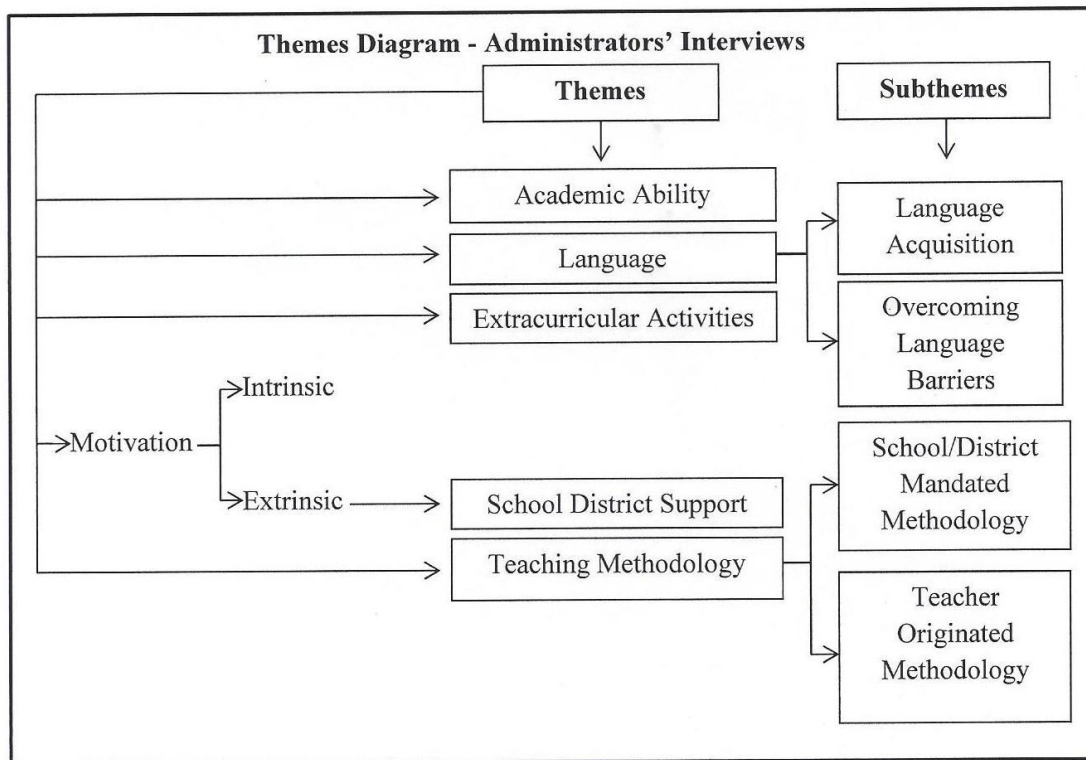 Themes Diagram - Administrators' Interviews
Themes
Subthemes
Academic Ability
Language
Extracurricular Activities
Language
Acquisition
Overcoming
Language
Barriers
Motivation
Intrinsic
Extrinsic
School District Support
Teaching Methodology
School/District
Mandated
Methodology
Teacher
Originated
Methodology